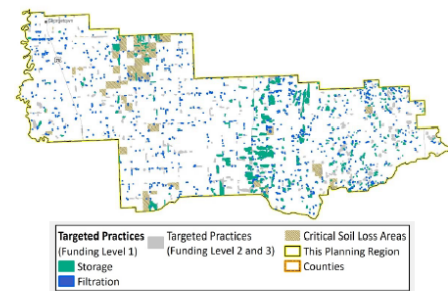 Targeted Practices
(Funding Level 1)
Storage
Filtration
Targeted Practices
(Funding Level 2 and 3)
Critical Soil Loss Areas
This Planning Region
Counties